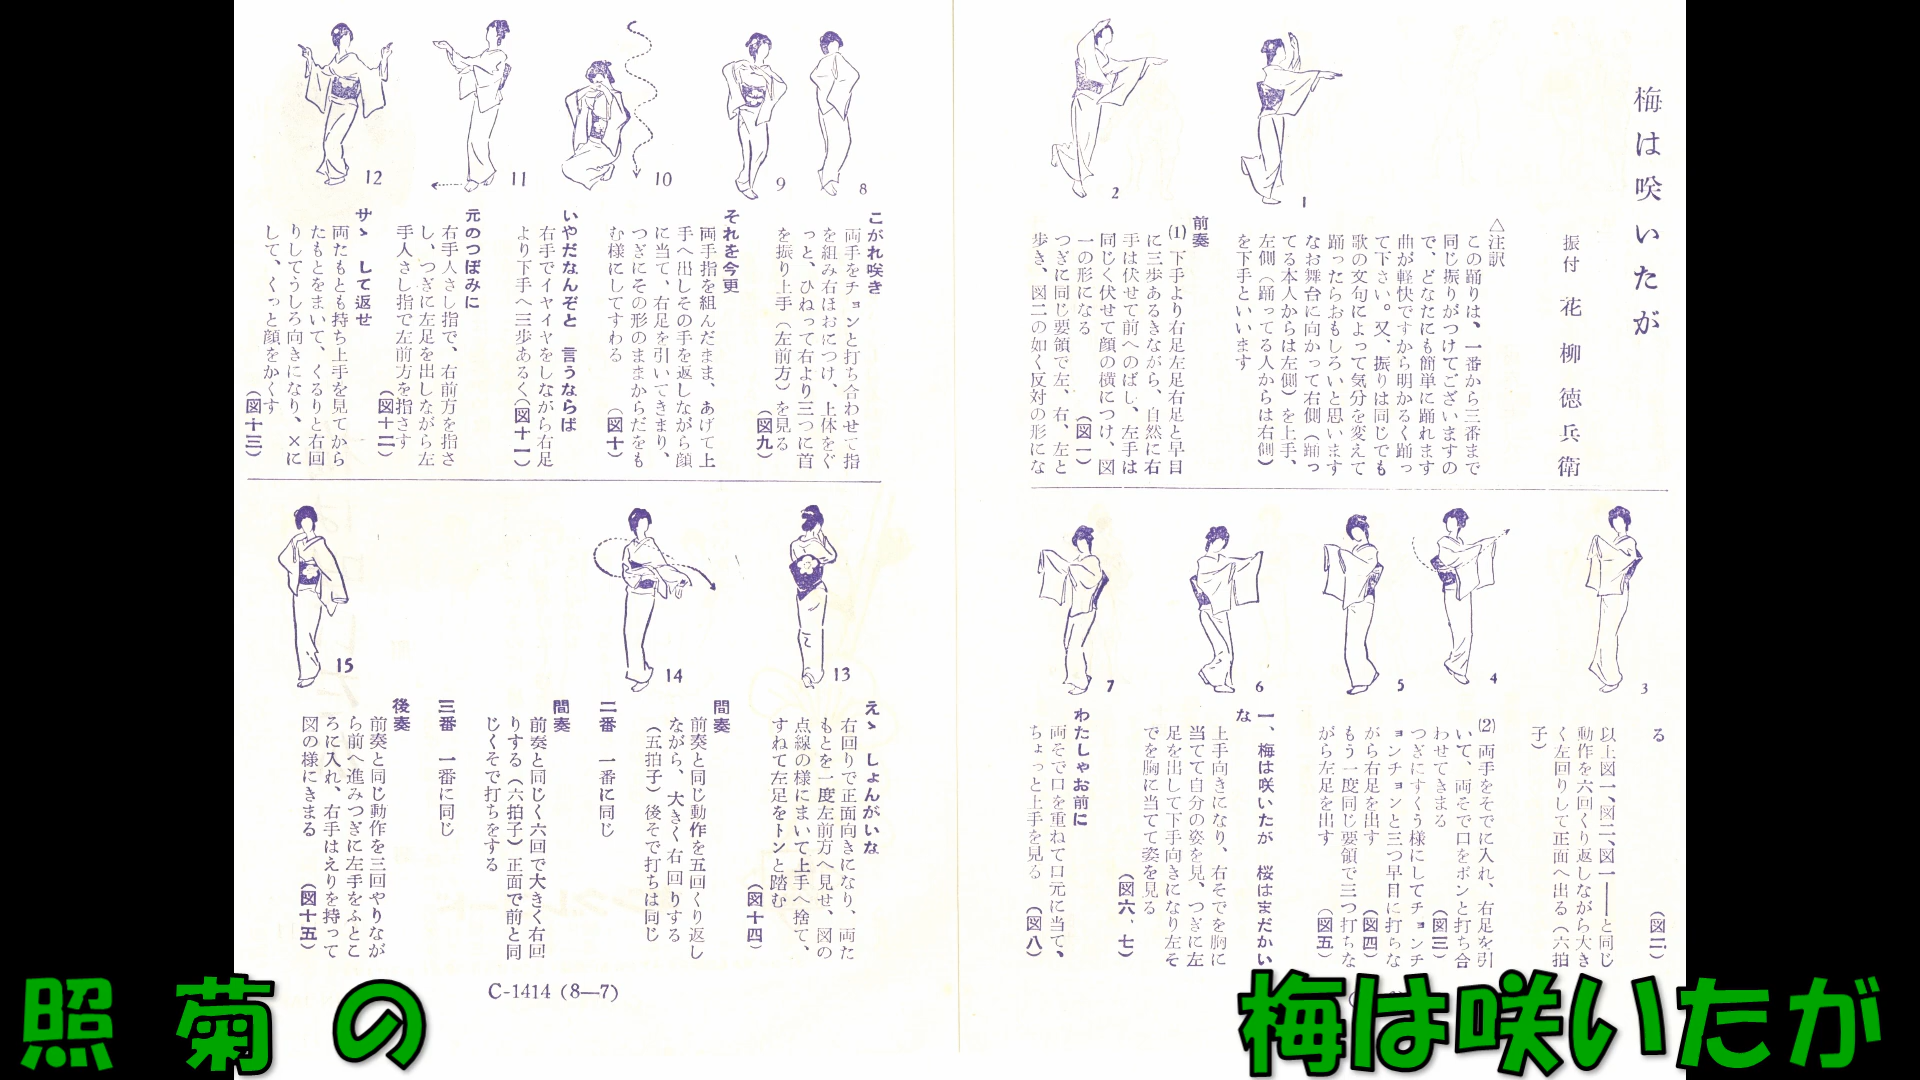 梅は咲いたが
振付 花柳徳兵衛
△注訳
この踊りは、一番から三番まで
同じ振りがつけてございますの
で、どなたにも簡単に踊れます
曲が軽快ですから明かるく踊っ
て下さい。又、振りは同じでも
歌の文句によって気分を変えて
踊ったらおもしろいと思います
なお舞台に向かって右側(踊っ
てる本人からは左側)を上手、
左側(踊ってる人からは右側)
を下手といいます
前奏
⑴下手より右足左足右足と早目
に三歩あるきながら、自然に右
手は伏せて前へのばし、左手は
同じく伏せて顔の横につけ、図
一の形になる (図一)
つぎに同じ要領で左、右、左と
歩き、図二の如く反対の形にな
1
2
る (図二)
以上図一、図二、図一――と同じ
動作を六回くり返しながら大き
く左回りして正面へ出る(六拍
子)
⑵両手をそでに入れ、右足を引
いて、両そで口をポンと打ち合
わせてきまる (図三)
つぎにすくう様にしてチョンチ
ョンチョンと三つ早目に打ちな
がら右足を出す (図四)
もう一度同じ要領で三つ打ちな
がら左足を出す (図五)
一、梅は咲いたが 桜はまだかい
な
上手向きになり、右そでを胸に
当てて自分の姿を見、つぎに左
足を出して下手向きになり左そ
でを胸に当てて姿を見る
(図六、七)
わたしゃお前に
両そで口を重ねて口元に当て、
ちょっと上手を見る (図八)
3
4
5
6
7
こがれ咲き
両手をチョンと打ち合わせて指
を組み右ほおにつけ、上体をぐ
っと、ひねって右より三つに首
を振り上手(左前方)を見る
(図九)
それを今更
両手指を組んだまま、あげて上
手へ出しその手を返しながら顔
に当て、右足を引いてきまり、
つぎにその形のままからだをも
む様にしてすわる (図十)
いやだなんぞと 言うならば
右手でイヤイヤをしながら右足
より下手へ三歩あるく(図十一)
元のつぼみに
右手人さし指で、右前方を指さ
し、つぎに左足を出しながら左
手人さし指で左前方を指さす
(図十二)
サヽ して返せ
両たもとも持ち上手を見てから
たもとをまいて、くるりと右回
りしてうしろ向きになり、×に
して、くっと顔をかくす
(図十三)
8
9
10
11
12
えヽ しょんがいな
右回りで正面向きになり、両た
もとを一度左前方へ見せ、図の
点線の様にまいて上手へ捨て、
すねて左足をトンと踏む
(図十四)
間奏
前奏と同じ動作を五回くり返し
ながら、大きく右回りする
(五拍子)後そで打ちは同じ
二番 一番に同じ
間奏
前奏と同じく六回で大きく右回
りする(六拍子)正面で前と同
じくそで打ちをする
三番 一番に同じ
後奏
前奏と同じ動作を三回やりなが
ら前へ進みつぎに左手をふとこ
ろに入れ、右手はえりを持って
図の様にきまる (図十五)
13
14
15
C-1414(8―7)
照菊の
梅は咲いたが